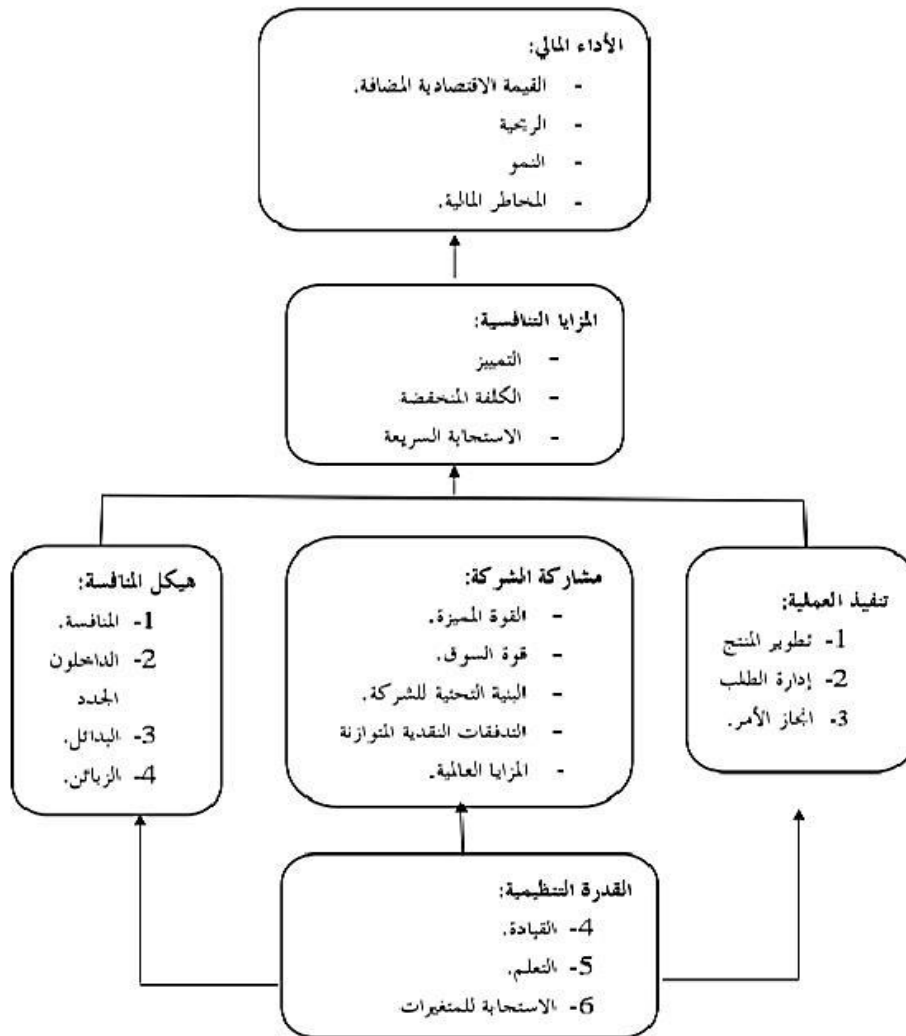 الأداء المالي:
- القيمة الاقتصادية المضافة.
- الربحية
- النمو
- المخاطر المالية.
المزايا التنافسية:
- التمييز
- الكلفة المنخفضة
- الاستجابة السريعة
هيكل المنافسة:
1- المنافسة.
2- الداخلون
الجدد
3- البدائل.
4- الزبائن.
مشاركة الشركة:
- القوة المميزة.
- قوة السوق.
- البنية التحتية للشركة.
- التدفقات النقدية المتوازنة
- المزايا العالمية.
تنفيذ العملية:
1- تطوير المنتج
2- إدارة الطلب
3- انجاز الأمر.
القدرة التنظيمية:
4- القيادة.
5- التعلم.
6- الاستجابة للمتغيرات